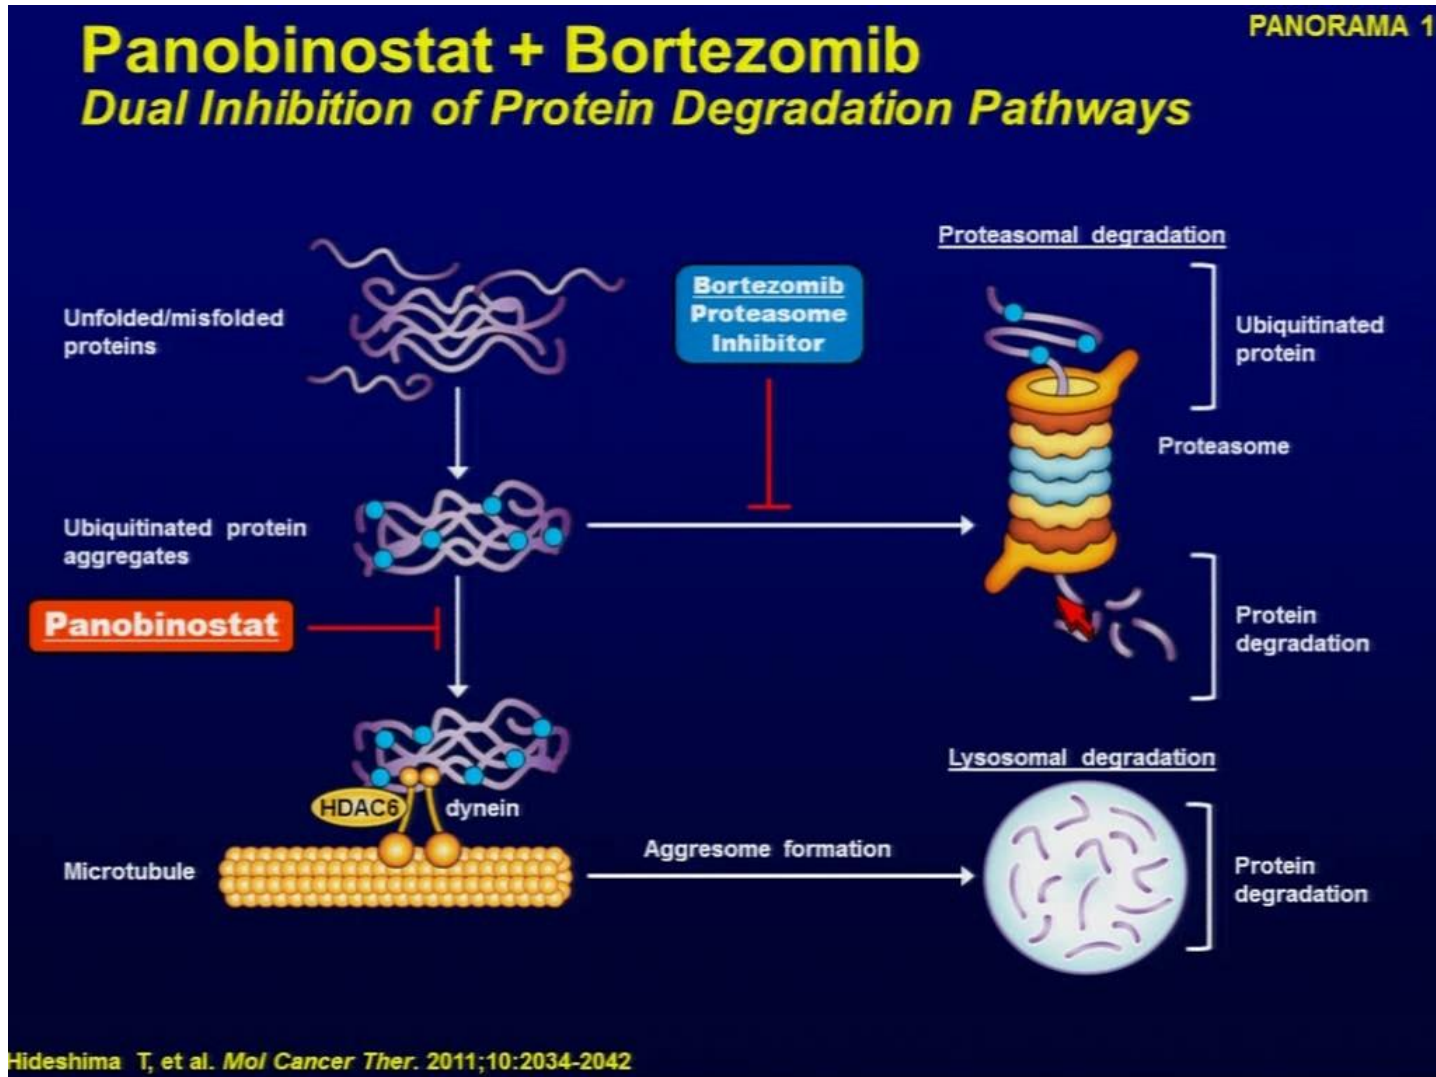 PANORAMA 1
Panobinostat + Bortezomib
Dual Inhibition of Protein Degradation Pathways
Unfolded/misfolded
proteins
Bortezomib
Proteasome
Inhibitor
Proteasomal degradation
Ubiquitinated
protein
Proteasome
Ubiquitinated protein
aggregates
Panobinostat
Protein
degradation
HDAC6
dynein
Microtubule
Aggresome formation
Lysosomal degradation
Protein
degradation
Hideshima T, et al. Mol Cancer Ther. 2011;10:2034-2042